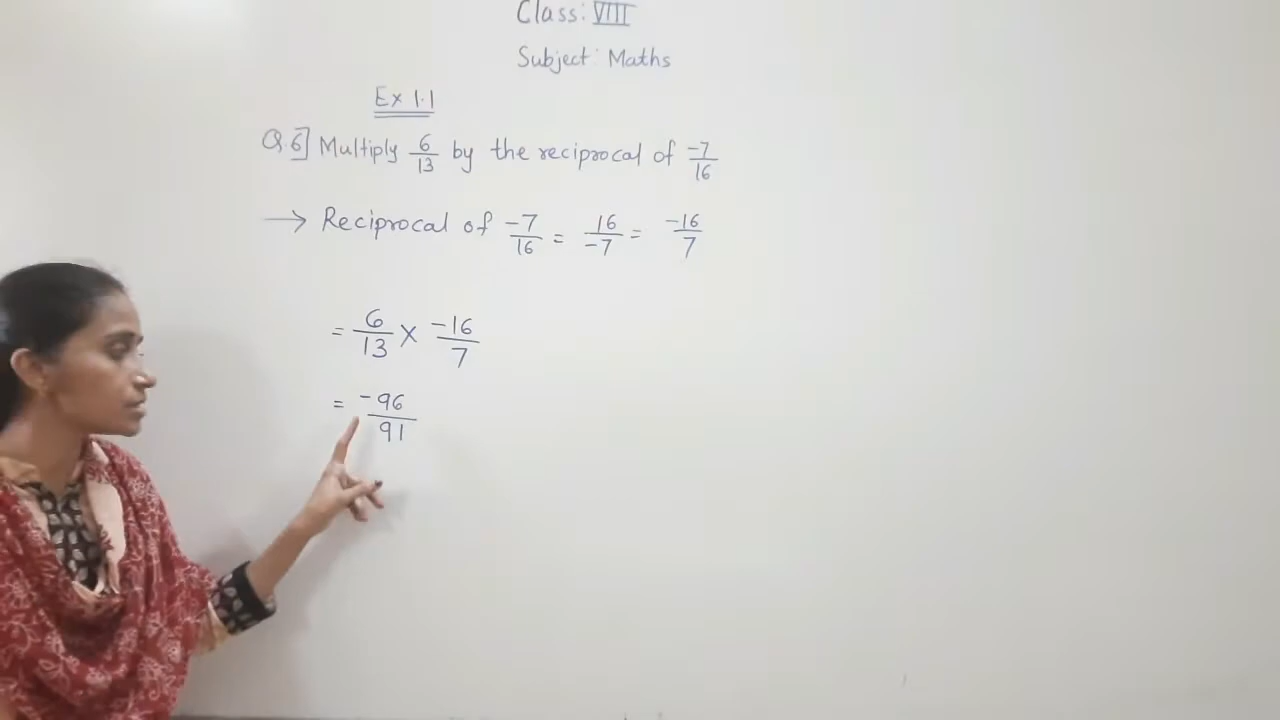 Class: VIII
Subject: Maths
Ex 1.1
Q.6] Multiply 6/13 by the reciprocal of -7/16
→ Reciprocal of -7/16 = 16/-7 = -16/7
= 6/13 × -16/7
= -96/91